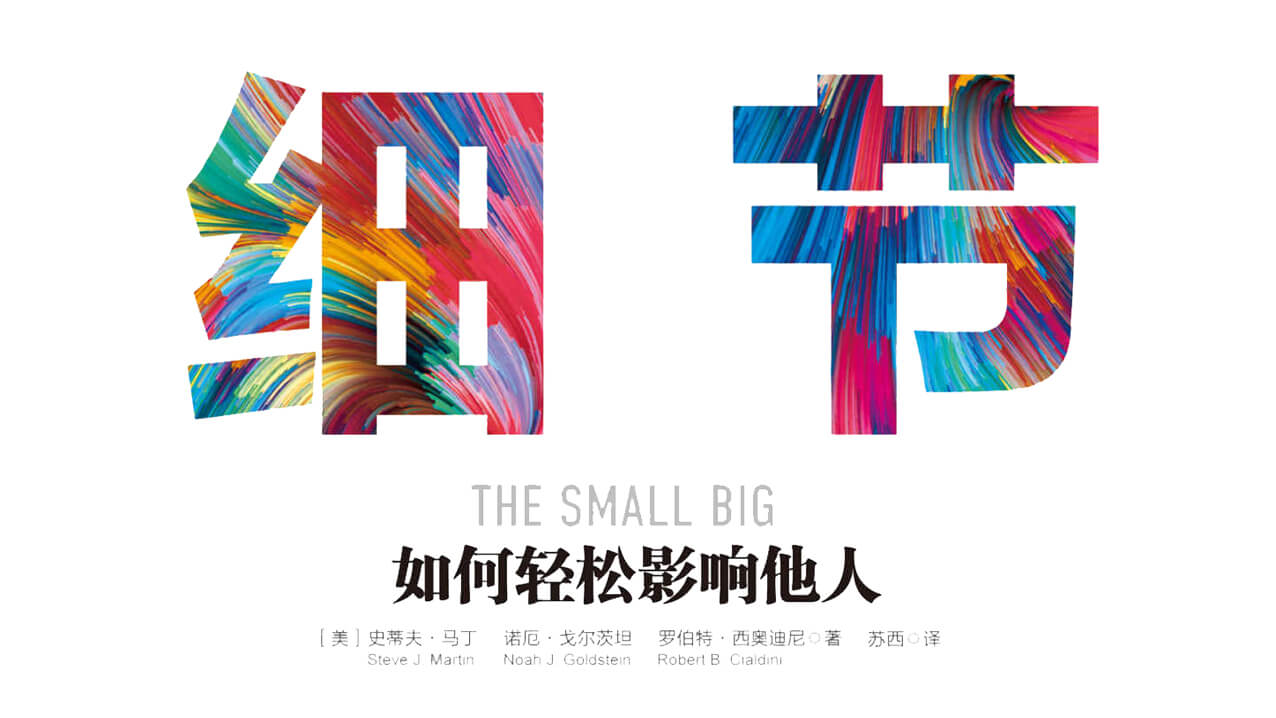 细节
THE SMALL BIG
如何轻松影响他人
[美]史蒂夫·马丁 诺厄·戈尔茨坦 罗伯特·西奥迪尼○著 苏西○译
Steve J. Martin Noah J. Goldstein Robert B. Cialdini